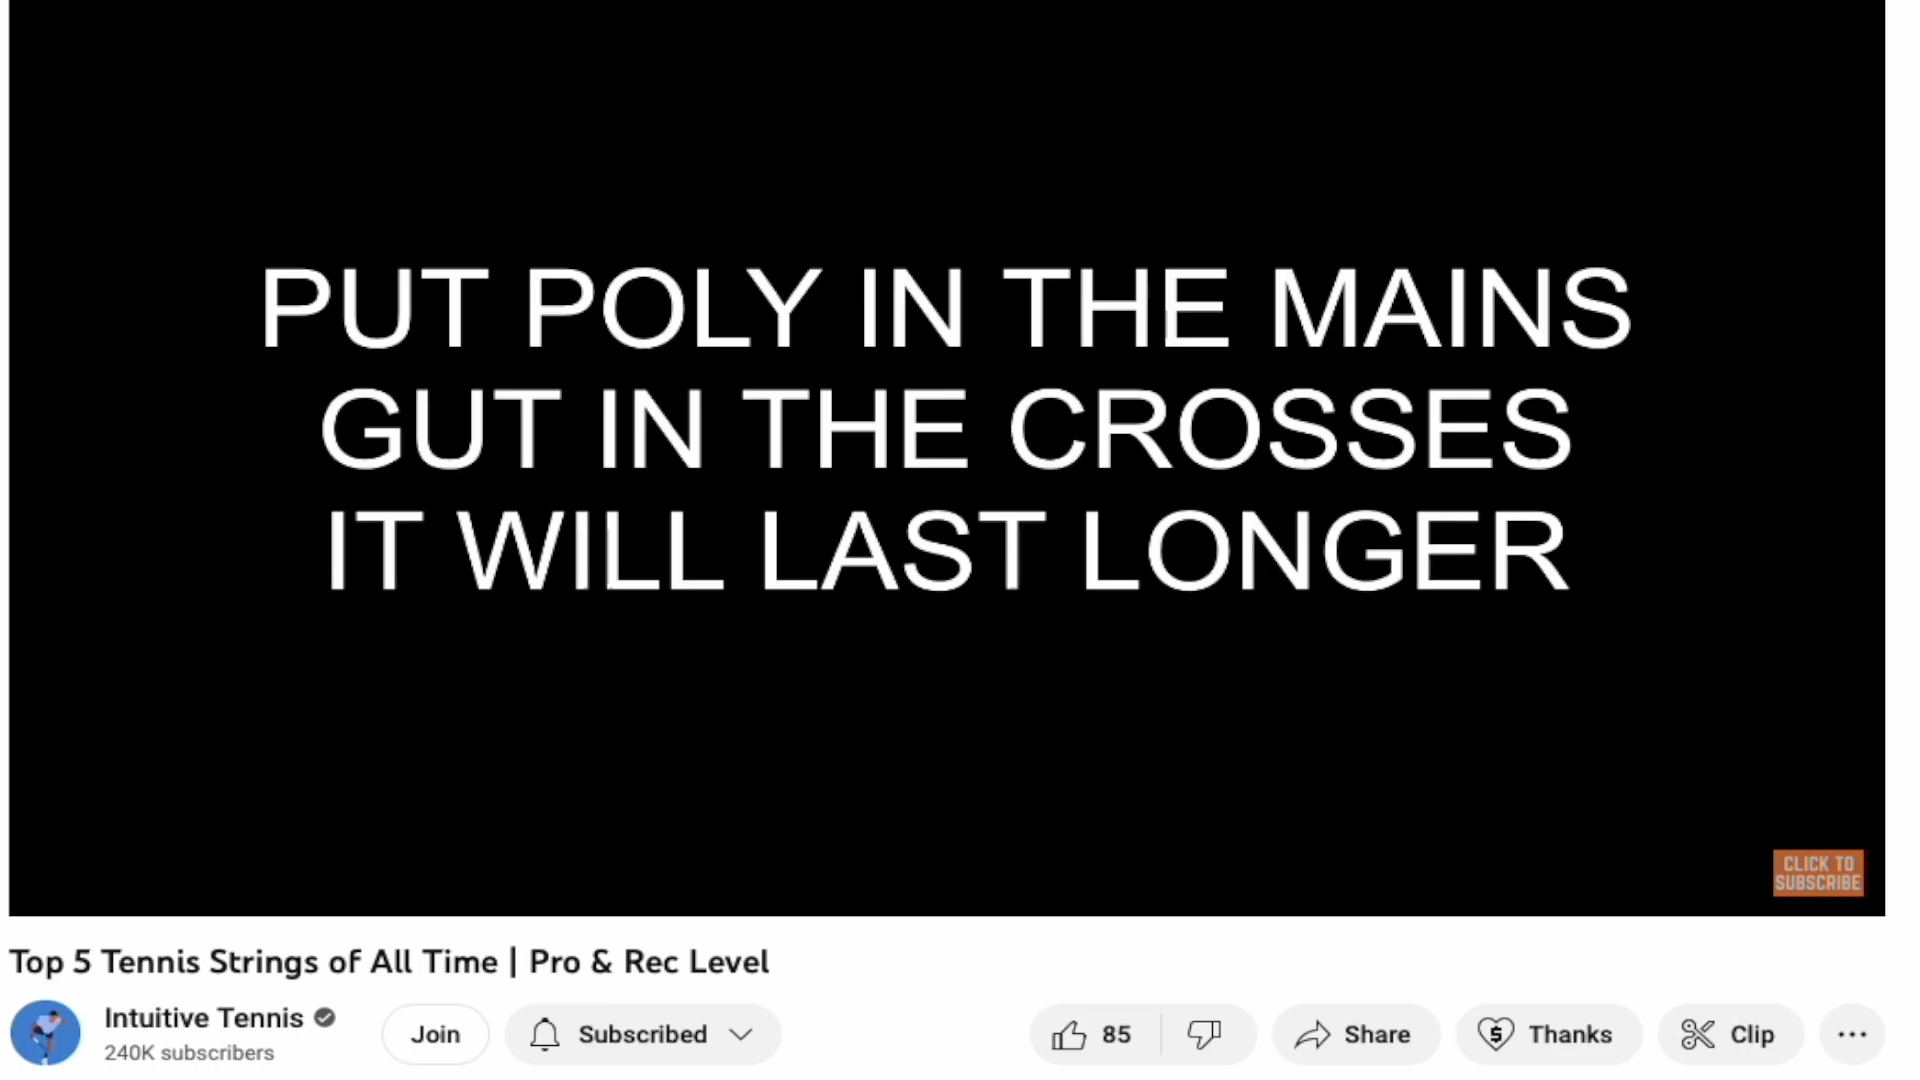 PUT POLY IN THE MAINS
GUT IN THE CROSSES
IT WILL LAST LONGER
CLICK TO
SUBSCRIBE
Top 5 Tennis Strings of All Time | Pro & Rec Level
Intuitive Tennis
240K subscribers
Join
Subscribed
85
Share
Thanks
Clip